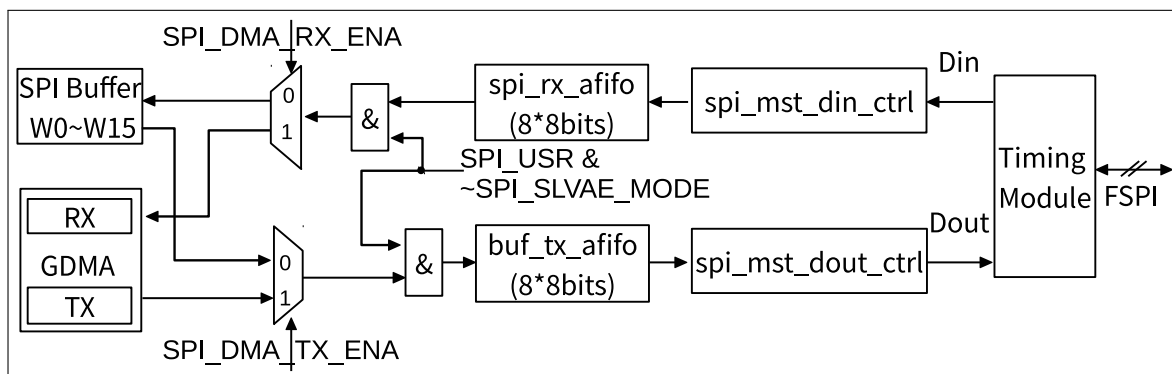 SPI_DMA_RX_ENA
SPI Buffer
W0~W15
0
1
&
spi_rx_afifo
(8*8bits)
spi_mst_din_ctrl
Din
Timing
Module
FSPI
SPI_USR &
~SPI_SLVAE_MODE
RX
GDMA
TX
0
1
&
buf_tx_afifo
(8*8bits)
spi_mst_dout_ctrl
Dout
SPI_DMA_TX_ENA